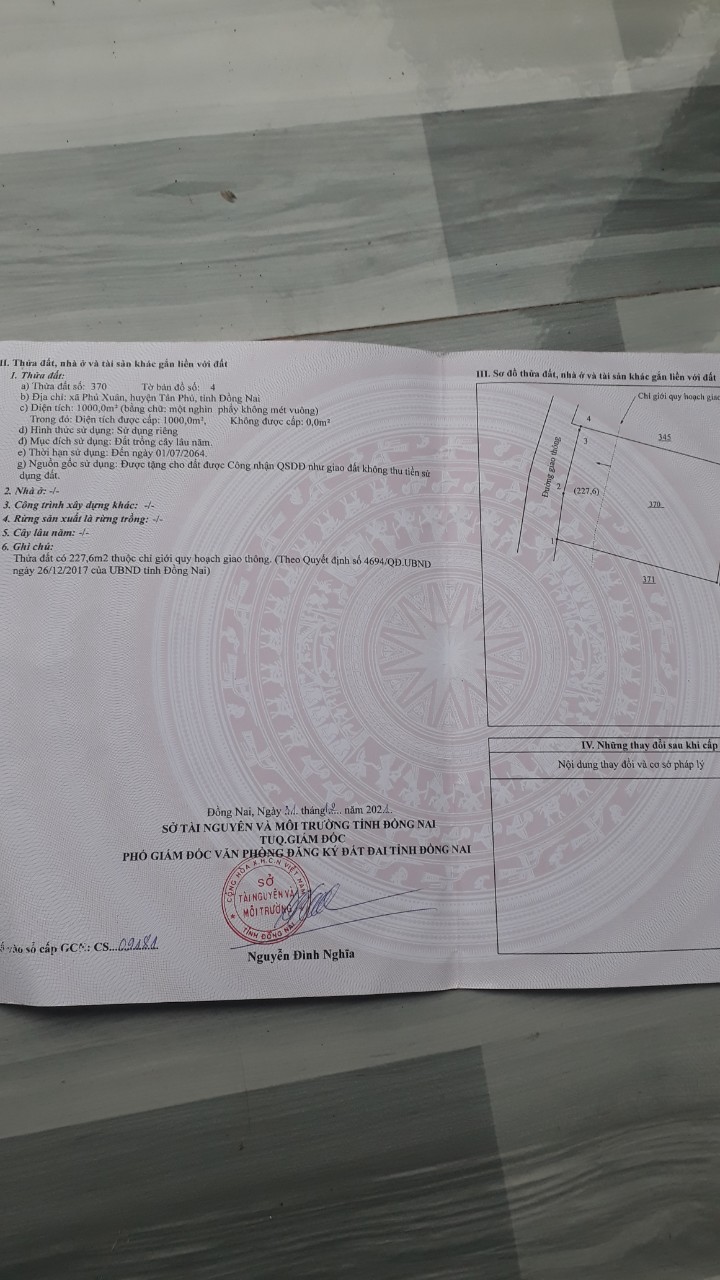 II. Thửa đất, nhà ở và tài sản khác gắn liền với đất
1. Thửa đất:
a) Thửa đất số: 370 Tờ bản đồ số: 4
b) Địa chỉ: xã Phú Xuân, huyện Tân Phú, tỉnh Đồng Nai
c) Diện tích: 1000,0m² (bằng chữ: một nghìn phẩy không mét vuông)
Trong đó: Diện tích được cấp: 1000,0m², Không được cấp: 0,0m²
d) Hình thức sử dụng: Sử dụng riêng
đ) Mục đích sử dụng: Đất trồng cây lâu năm.
e) Thời hạn sử dụng: Đến ngày 01/07/2064.
g) Nguồn gốc sử dụng: Được tặng cho đất được Công nhận QSDĐ như giao đất không thu tiền sử
dụng đất.
2. Nhà ở: -/-
3. Công trình xây dựng khác: -/-
4. Rừng sản xuất là rừng trồng: -/-
5. Cây lâu năm: -/-
6. Ghi chú:
Thửa đất có 227,6m2 thuộc chỉ giới quy hoạch giao thông. (Theo Quyết định số 4694/QĐ.UBND
ngày 26/12/2017 của UBND tỉnh Đồng Nai)
Đồng Nai, Ngày tháng năm 202
SỞ TÀI NGUYÊN VÀ MÔI TRƯỜNG TỈNH ĐỒNG NAI
TUQ.GIÁM ĐỐC
PHÓ GIÁM ĐỐC VĂN PHÒNG ĐĂNG KÝ ĐẤT ĐAI TỈNH ĐỒNG NAI
CỘNG HÒA X.H.C.N VIỆT NAM
SỞ
TÀI NGUYÊN VÀ
MÔI TRƯỜNG
TỈNH ĐỒNG NAI
vào sổ cấp GCN: CS...09181
Nguyễn Đình Nghĩa
III. Sơ đồ thửa đất, nhà ở và tài sản khác gắn liền với đất
Chỉ giới quy hoạch giao
4
345
3
Đường giao thông
2
(227,6)
370
1
371
IV. Những thay đổi sau khi cấp
Nội dung thay đổi và cơ sở pháp lý